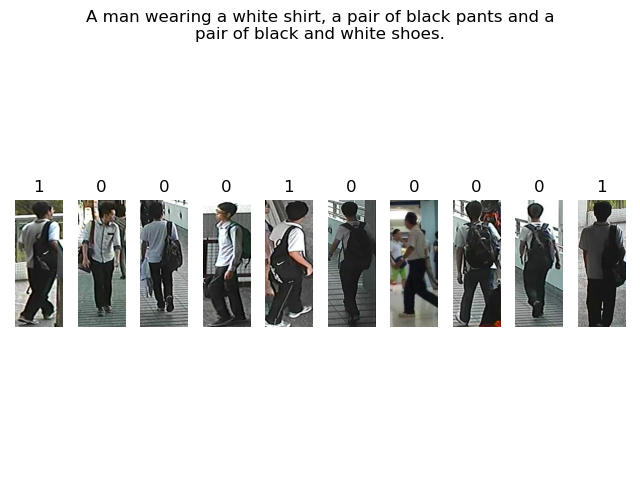 A man wearing a white shirt, a pair of black pants and a
pair of black and white shoes.
1 0 0 0 1 0 0 0 0 1